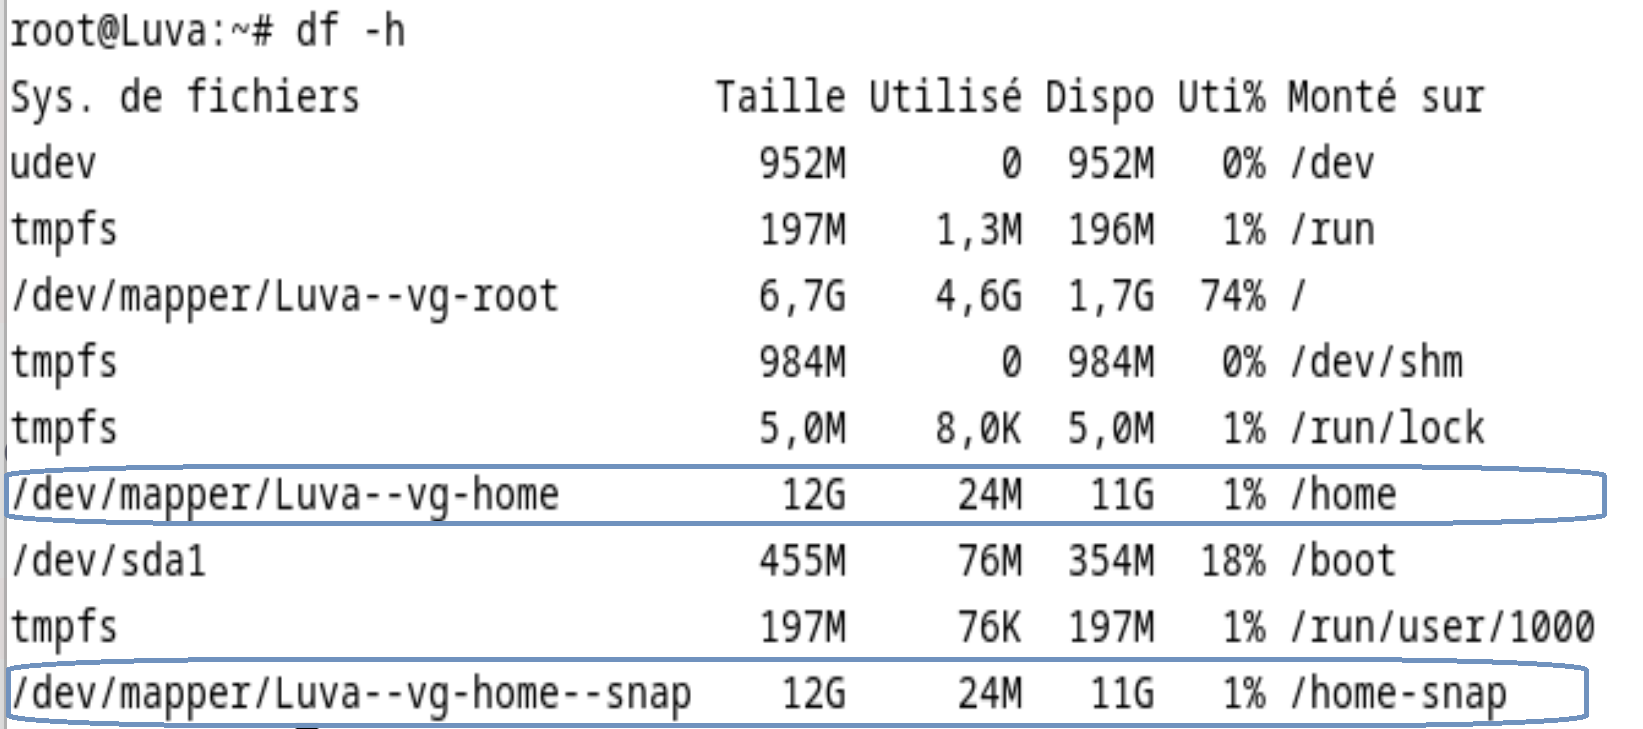 root@Luva:~# df -h
Sys. de fichiers Taille Utilisé Dispo Uti% Monté sur
udev 952M 0 952M 0% /dev
tmpfs 197M 1,3M 196M 1% /run
/dev/mapper/Luva--vg-root 6,7G 4,6G 1,7G 74% /
tmpfs 984M 0 984M 0% /dev/shm
tmpfs 5,0M 8,0K 5,0M 1% /run/lock
/dev/mapper/Luva--vg-home 12G 24M 11G 1% /home
/dev/sda1 455M 76M 354M 18% /boot
tmpfs 197M 76K 197M 1% /run/user/1000
/dev/mapper/Luva--vg-home--snap 12G 24M 11G 1% /home-snap